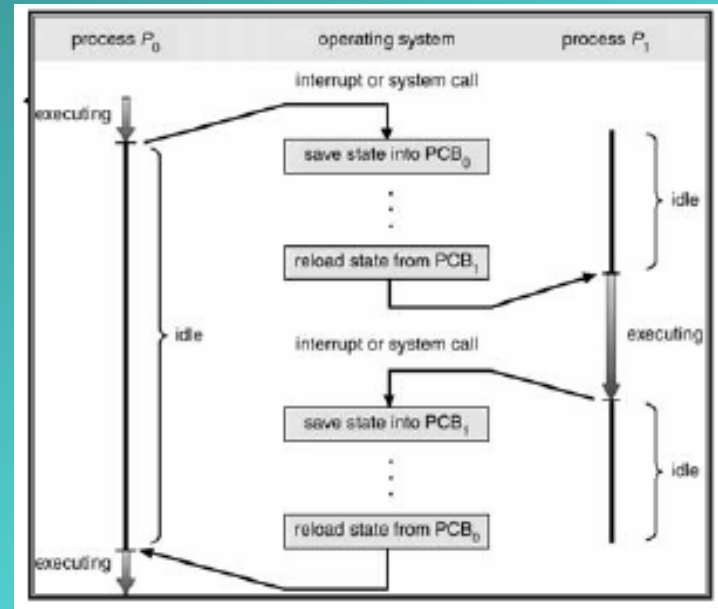 process P0 operating system process P1
interrupt or system call
executing
save state into PCB0
idle
reload state from PCB1
idle
interrupt or system call
executing
save state into PCB1
idle
reload state from PCB0
executing